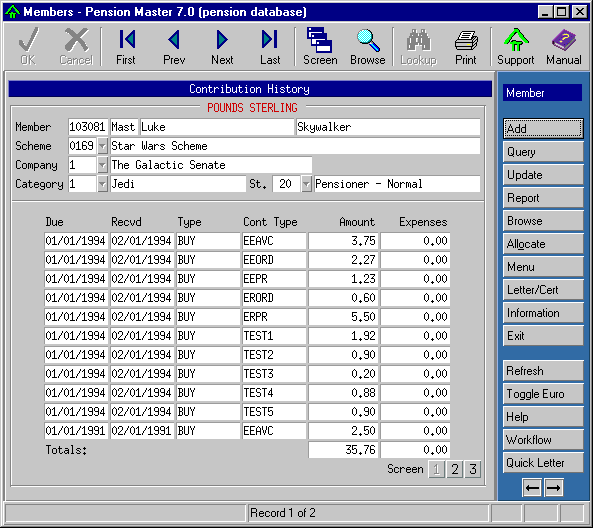 Members - Pension Master 7.0 (pension database)
OK Cancel First Prev Next Last Screen Browse Lookup Print Support Manual
Contribution History
POUNDS STERLING
Member 103081 Mast Luke Skywalker
Scheme 0169 Star Wars Scheme
Company 1 The Galactic Senate
Category 1 Jedi St. 20 Pensioner - Normal
Due Recvd Type Cont Type Amount Expenses
01/01/1994 02/01/1994 BUY EEAVC 3.75 0.00
01/01/1994 02/01/1994 BUY EEORD 2.27 0.00
01/01/1994 02/01/1994 BUY EEPR 1.23 0.00
01/01/1994 02/01/1994 BUY ERORD 0.60 0.00
01/01/1994 02/01/1994 BUY ERPR 5.50 0.00
01/01/1994 02/01/1994 BUY TEST1 1.92 0.00
01/01/1994 02/01/1994 BUY TEST2 0.90 0.00
01/01/1994 02/01/1994 BUY TEST3 0.20 0.00
01/01/1994 02/01/1994 BUY TEST4 0.88 0.00
01/01/1994 02/01/1994 BUY TEST5 0.90 0.00
01/01/1991 02/01/1991 BUY EEAVC 2.50 0.00
Totals: 35.76 0.00
Screen 1 2 3
Member
Add
Query
Update
Report
Browse
Allocate
Menu
Letter/Cert
Information
Exit
Refresh
Toggle Euro
Help
Workflow
Quick Letter
Record 1 of 2